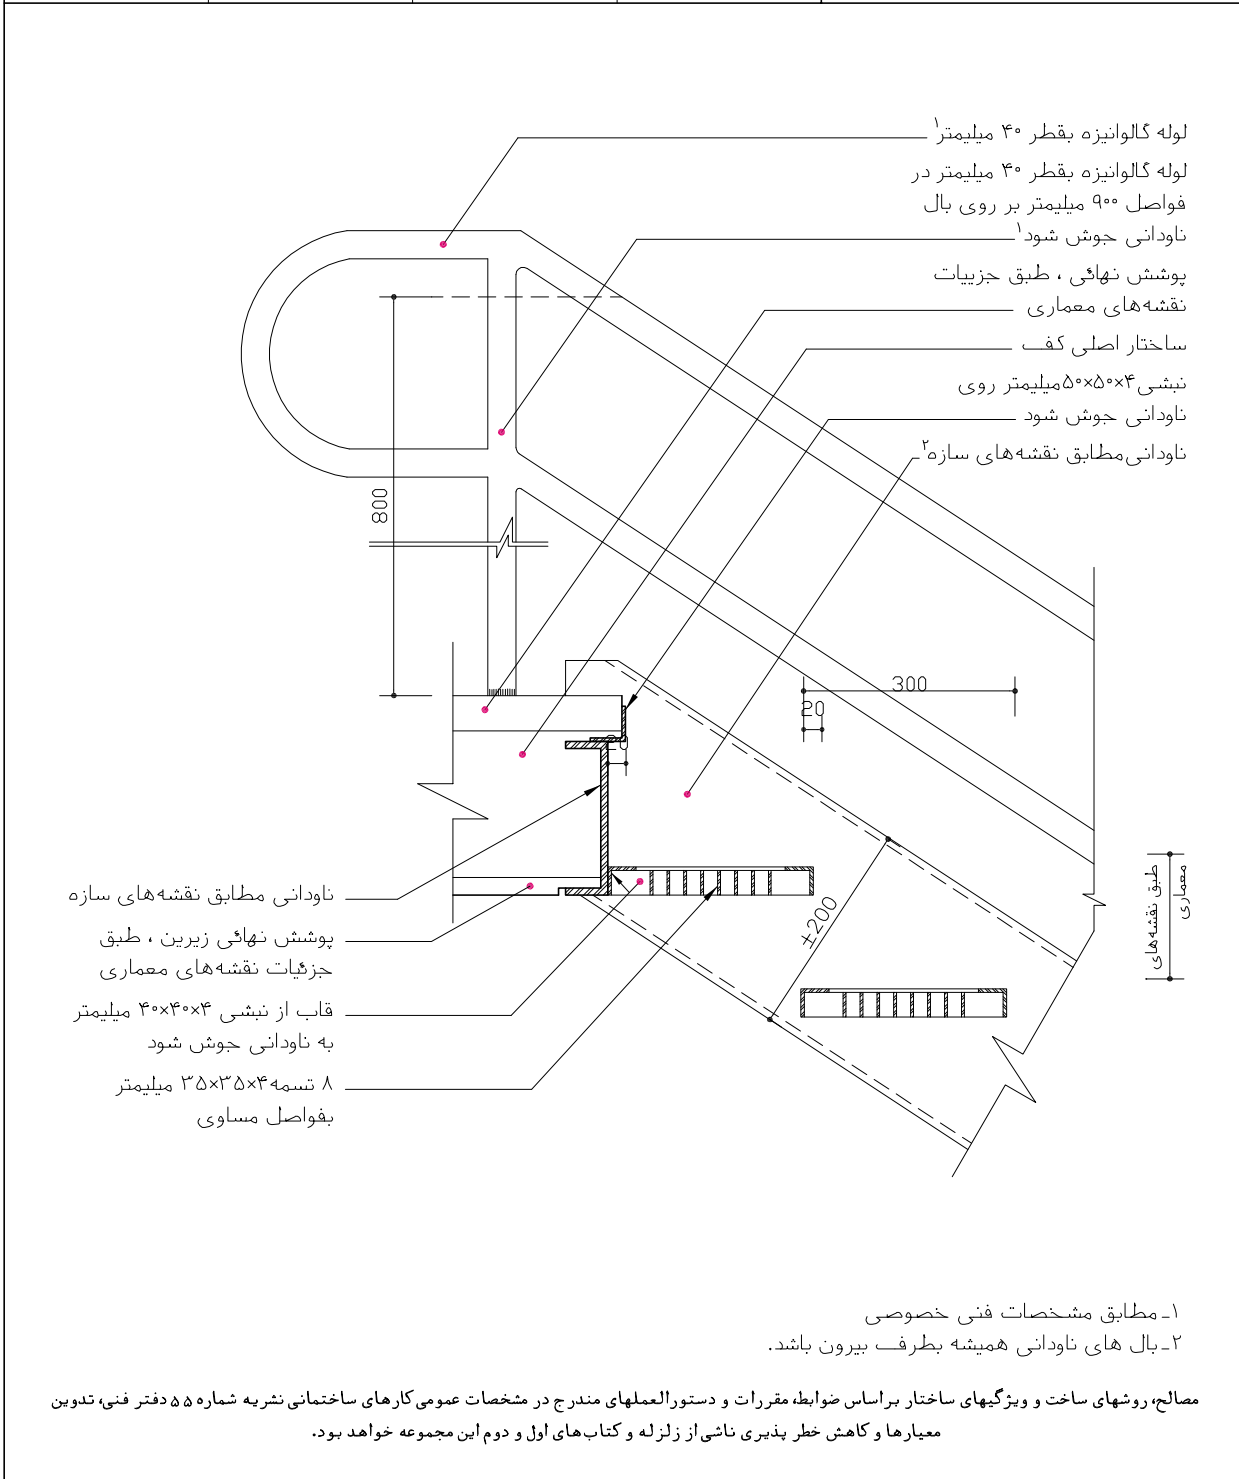 لوله گالوانیزه بقطر ۴۰ میلیمتر۱
لوله گالوانیزه بقطر ۴۰ میلیمتر در
فواصل ۹۰۰ میلیمتر بر روی بال
ناودانی جوش شود۱
پوشش نهائی ، طبق جزییات
نقشه‌های معماری
ساختار اصلی کف
نبشی ۴×۵۰×۵۰میلیمتر روی
ناودانی جوش شود
ناودانی مطابق نقشه‌های سازه۲
800
300
20
±200
طبق نقشه‌های
معماری
ناودانی مطابق نقشه‌های سازه
پوشش نهائی زیرین ، طبق
جزئیات نقشه‌های معماری
قاب از نبشی ۴×۴۰×۴۰ میلیمتر
به ناودانی جوش شود
۸ تسمه ۴×۳۵×۳۵ میلیمتر
بفواصل مساوی
۱ـ مطابق مشخصات فنی خصوصی
۲ـ بال های ناودانی همیشه بطرف بیرون باشد.
مصالح، روشهای ساخت و ویژگیهای ساختار براساس ضوابط، مقررات و دستورالعملهای مندرج در مشخصات عمومی کارهای ساختمانی نشریه شماره ۵۵ دفتر فنی، تدوین
معیارها و کاهش خطر پذیری ناشی از زلزله و کتاب‌های اول و دوم این مجموعه خواهد بود.